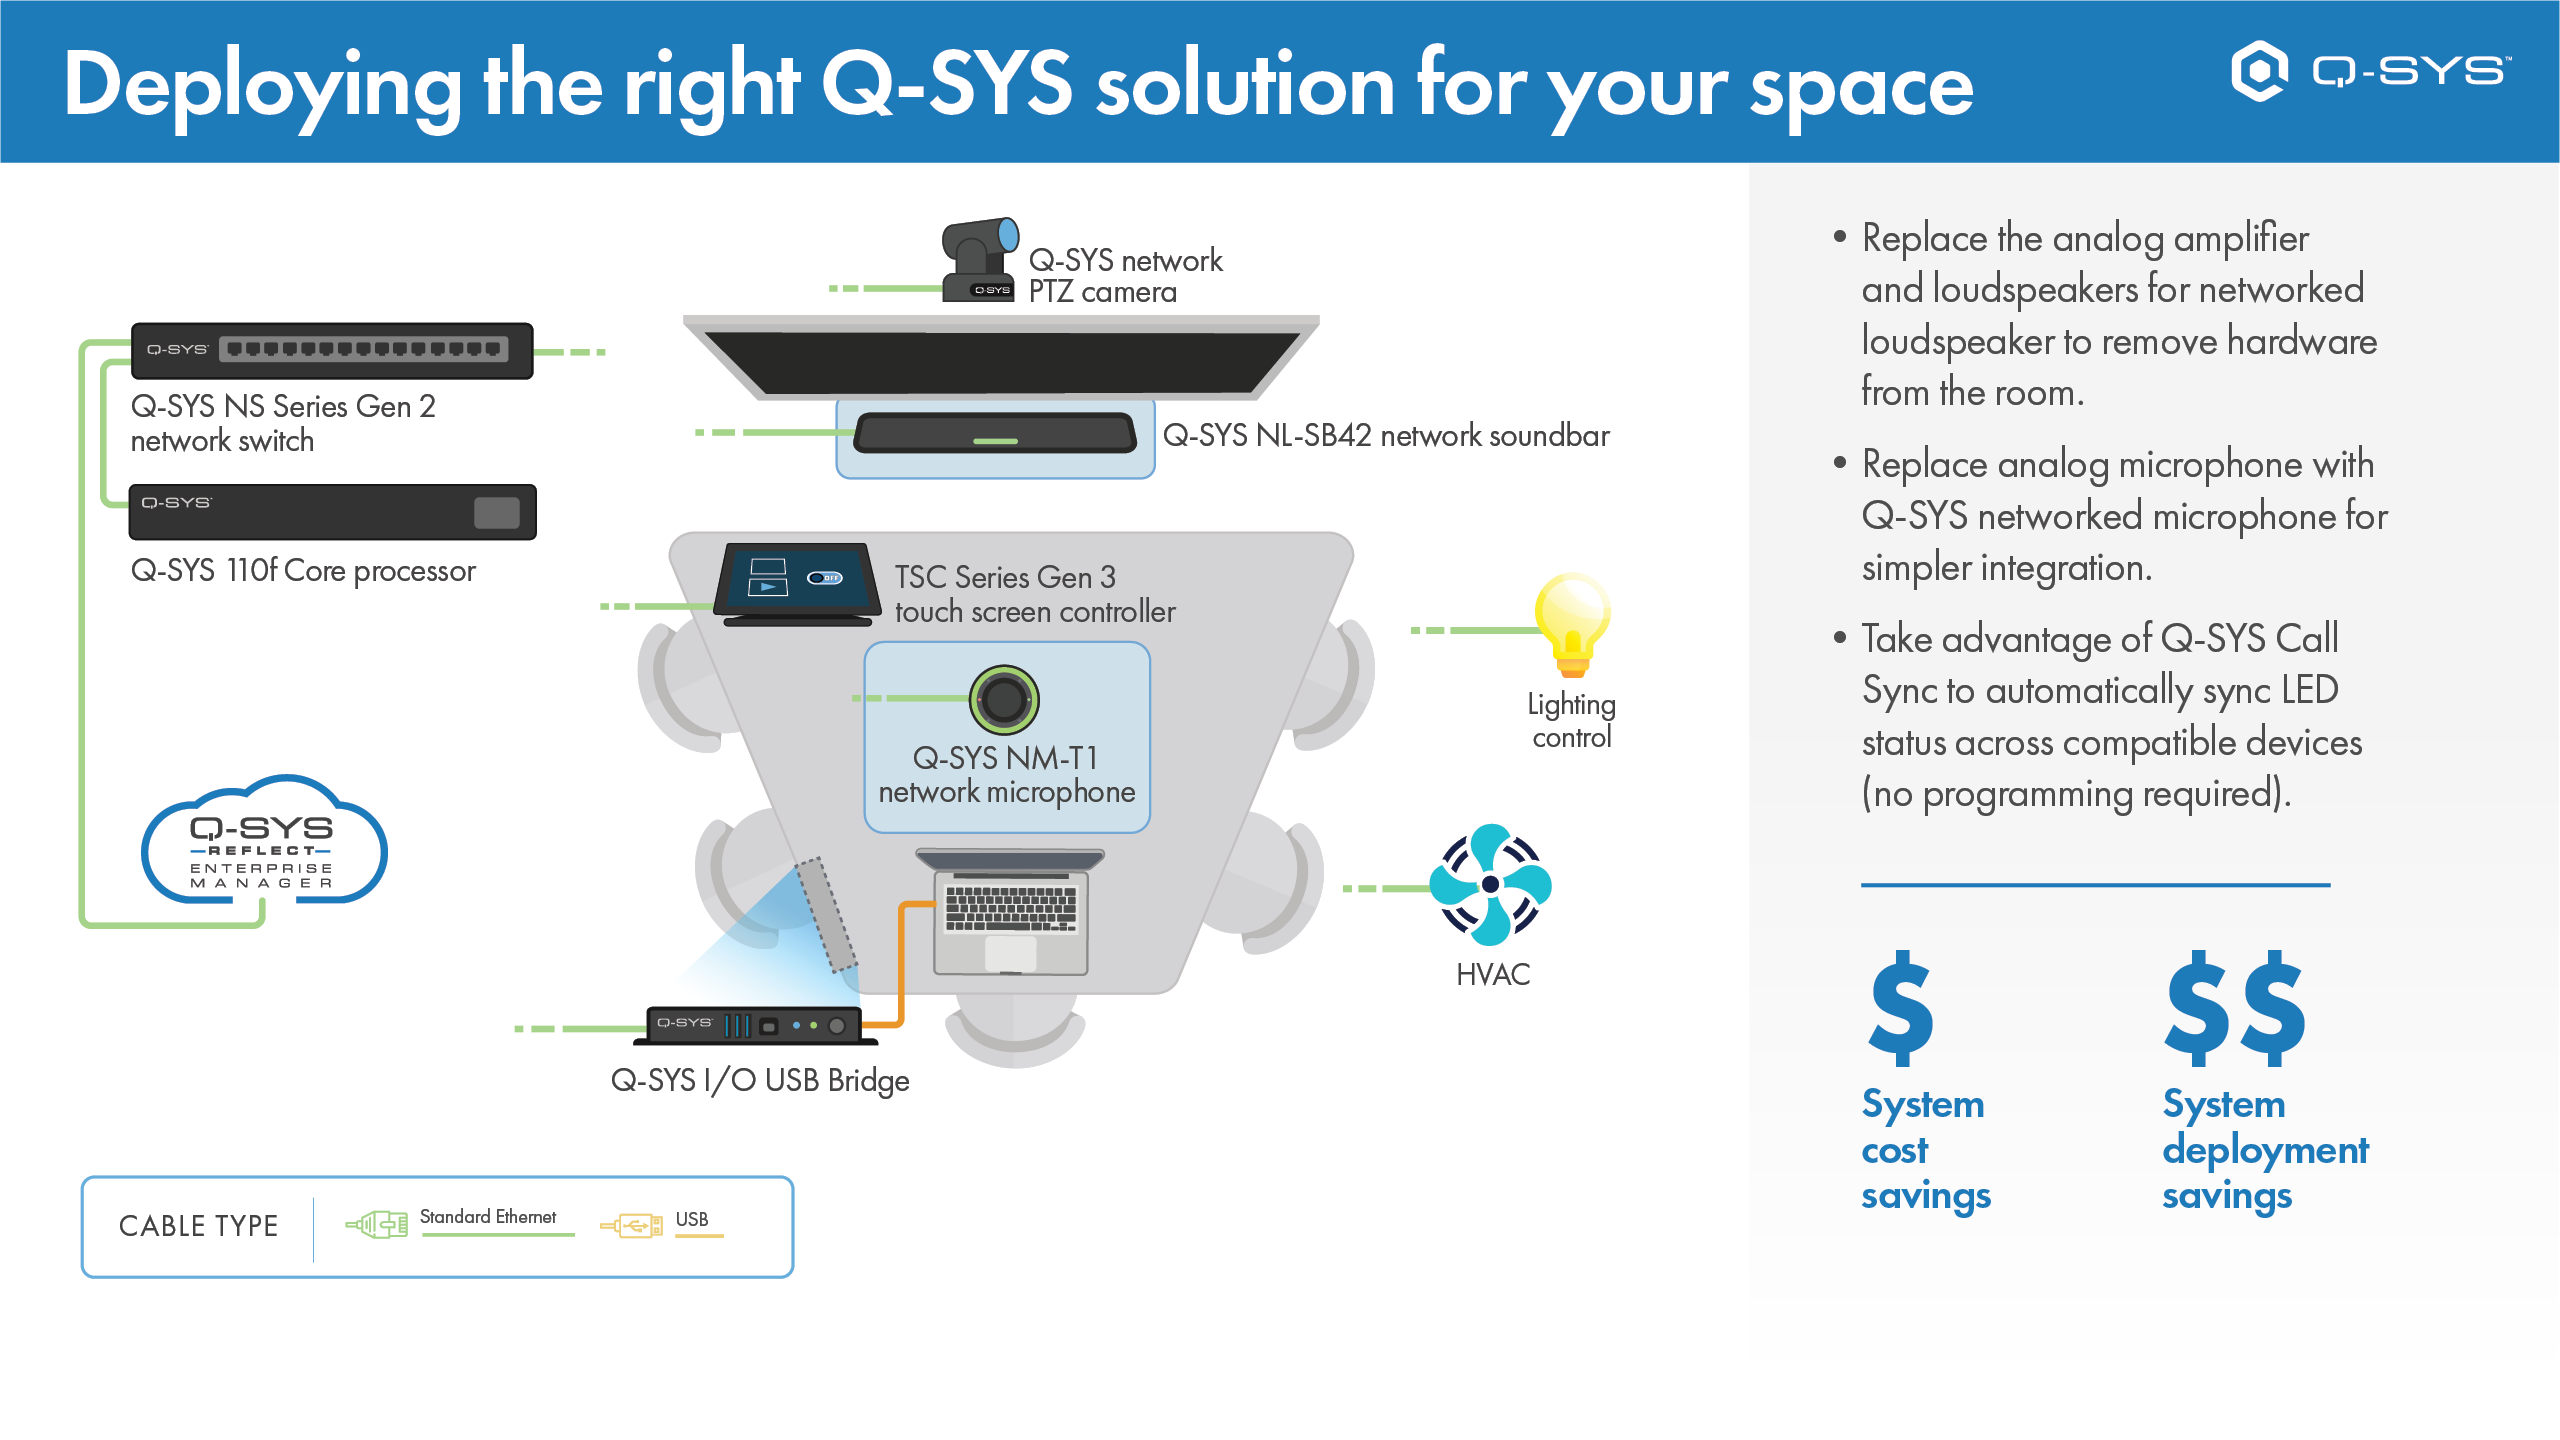 Deploying the right Q-SYS solution for your space
Q-SYS™
Q-SYS network
PTZ camera
Q-SYS
Q-SYS
Q-SYS NS Series Gen 2
network switch
Q-SYS NL-SB42 network soundbar
Q-SYS
Q-SYS 110f Core processor
OFF
TSC Series Gen 3
touch screen controller
Q-SYS NM-T1
network microphone
Lighting
control
Q-SYS
REFLECT
ENTERPRISE
MANAGER
HVAC
Q-SYS
Q-SYS I/O USB Bridge
CABLE TYPE
Standard Ethernet
USB
• Replace the analog amplifier
and loudspeakers for networked
loudspeaker to remove hardware
from the room.
• Replace analog microphone with
Q-SYS networked microphone for
simpler integration.
• Take advantage of Q-SYS Call
Sync to automatically sync LED
status across compatible devices
(no programming required).
$
System
cost
savings
$$
System
deployment
savings